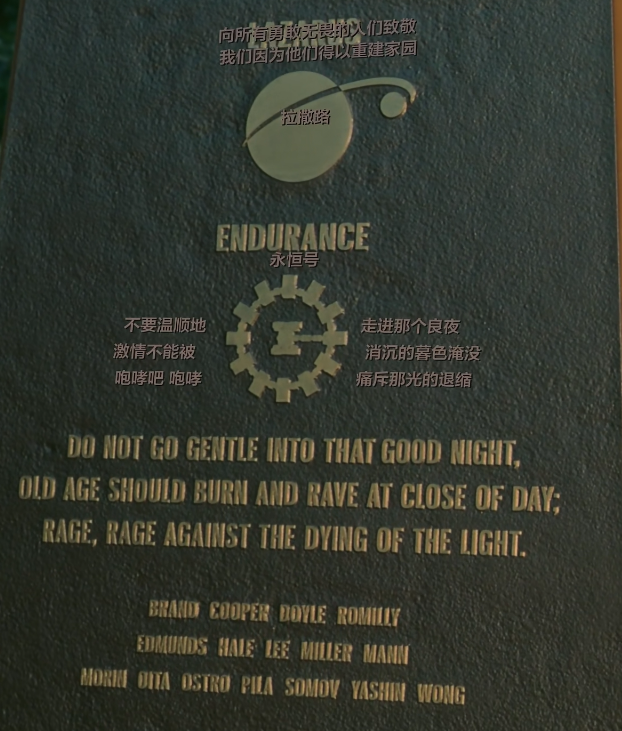 LAZARUS
向所有勇敢无畏的人们致敬
我们因为他们得以重建家园
拉撒路
ENDURANCE
永恒号
不要温顺地 走进那个良夜
激情不能被 消沉的暮色淹没
咆哮吧 咆哮 痛斥那光的退缩
DO NOT GO GENTLE INTO THAT GOOD NIGHT,
OLD AGE SHOULD BURN AND RAVE AT CLOSE OF DAY;
RAGE, RAGE AGAINST THE DYING OF THE LIGHT.
BRAND COOPER DOYLE ROMILLY
EDMUNDS HALE LEE MILLER MANN
MORIN OITA OSTRO PILA SOMOV YASHIN WONG